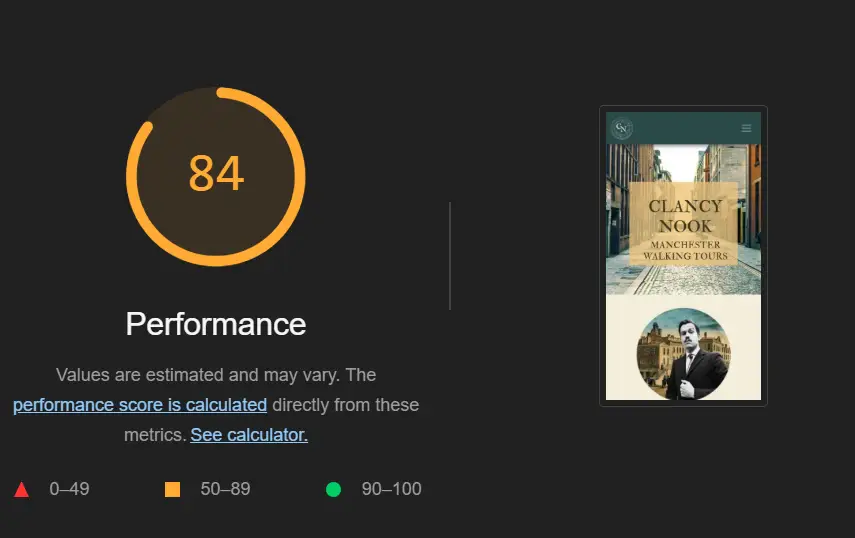 84
Performance
Values are estimated and may vary. The
performance score is calculated directly from these
metrics. See calculator.
0–49
50–89
90–100
CN
CLANCY
NOOK
MANCHESTER
WALKING TOURS